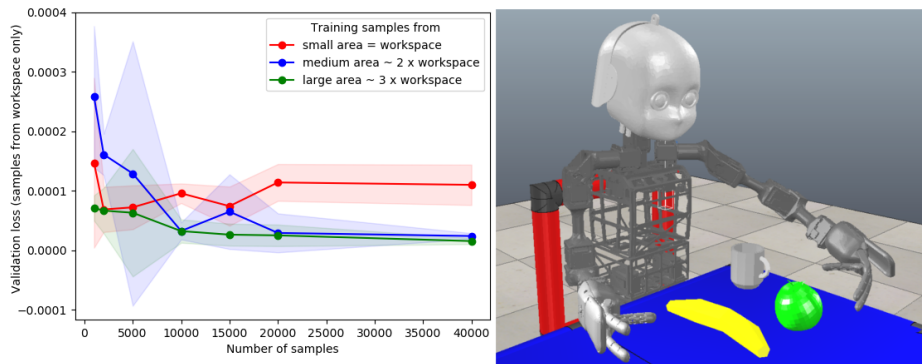 0.0004
0.0003
0.0002
0.0001
0.0000
−0.0001
Validation loss (samples from workspace only)
Training samples from
small area = workspace
medium area ~ 2 x workspace
large area ~ 3 x workspace
0 5000 10000 15000 20000 25000 30000 35000 40000
Number of samples